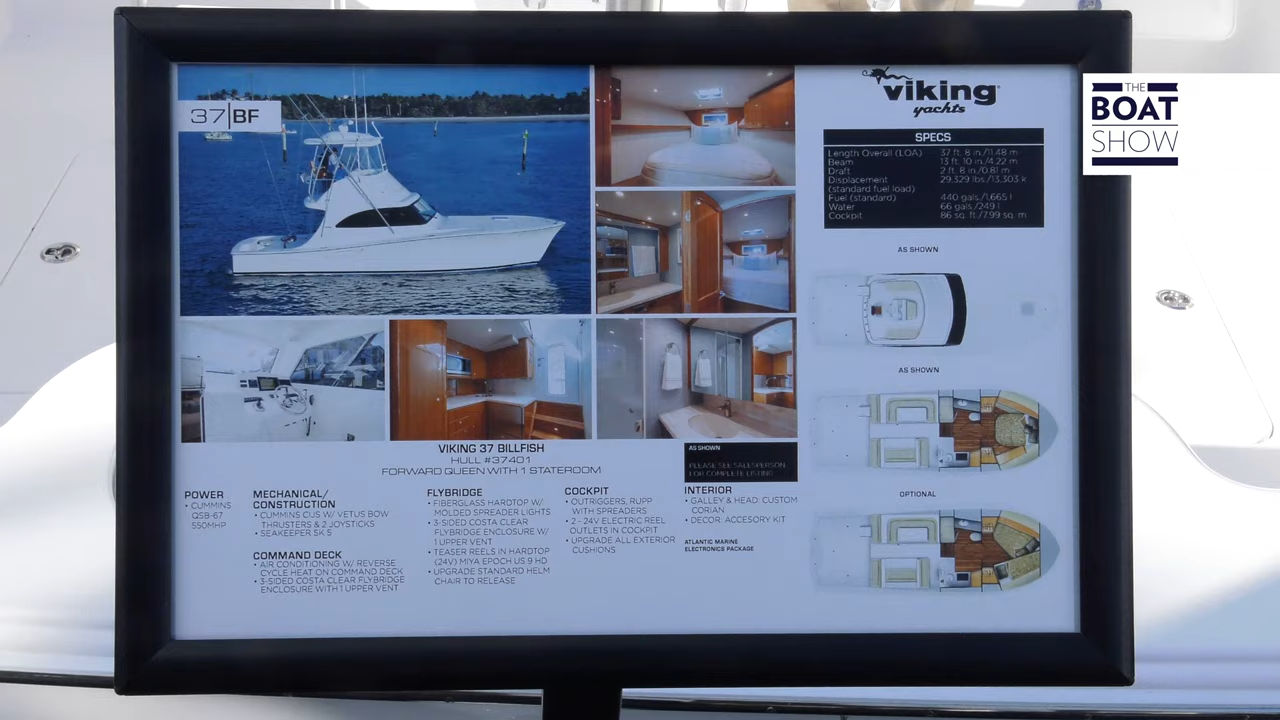 37|BF
viking
yachts
THE
BOAT
SHOW
SPECS
Length Overall (LOA) 37 ft. 8 in./11.48 m
Beam 13 ft. 10 in./4.22 m
Draft 2 ft. 8 in./0.81 m
Displacement 29,329 lbs./13,303 k
(standard fuel load)
Fuel (standard) 440 gals./1,665 l
Water 66 gals./249 l
Cockpit 86 sq. ft./7.99 sq. m
AS SHOWN
AS SHOWN
OPTIONAL
VIKING 37 BILLFISH
HULL #37401
FORWARD QUEEN WITH 1 STATEROOM
AS SHOWN
PLEASE SEE SALESPERSON
FOR COMPLETE LISTING
POWER
• CUMMINS
QSB-67
550MHP
MECHANICAL/
CONSTRUCTION
• CUMMINS CUS W/ VETUS BOW
THRUSTERS & 2 JOYSTICKS
• SEAKEEPER SK 5
COMMAND DECK
• AIR CONDITIONING W/ REVERSE
CYCLE HEAT ON COMMAND DECK
• 3-SIDED COSTA CLEAR FLYBRIDGE
ENCLOSURE WITH 1 UPPER VENT
FLYBRIDGE
• FIBERGLASS HARDTOP W/
MOLDED SPREADER LIGHTS
• 3-SIDED COSTA CLEAR
FLYBRIDGE ENCLOSURE W/
1 UPPER VENT
• TEASER REELS IN HARDTOP
(24V) MIYA EPOCH US 9 HD
• UPGRADE STANDARD HELM
CHAIR TO RELEASE
COCKPIT
• OUTRIGGERS, RUPP
WITH SPREADERS
• 2 - 24V ELECTRIC REEL
OUTLETS IN COCKPIT
• UPGRADE ALL EXTERIOR
CUSHIONS
INTERIOR
• GALLEY & HEAD: CUSTOM
CORIAN
• DECOR: ACCESORY KIT
ATLANTIC MARINE
ELECTRONICS PACKAGE